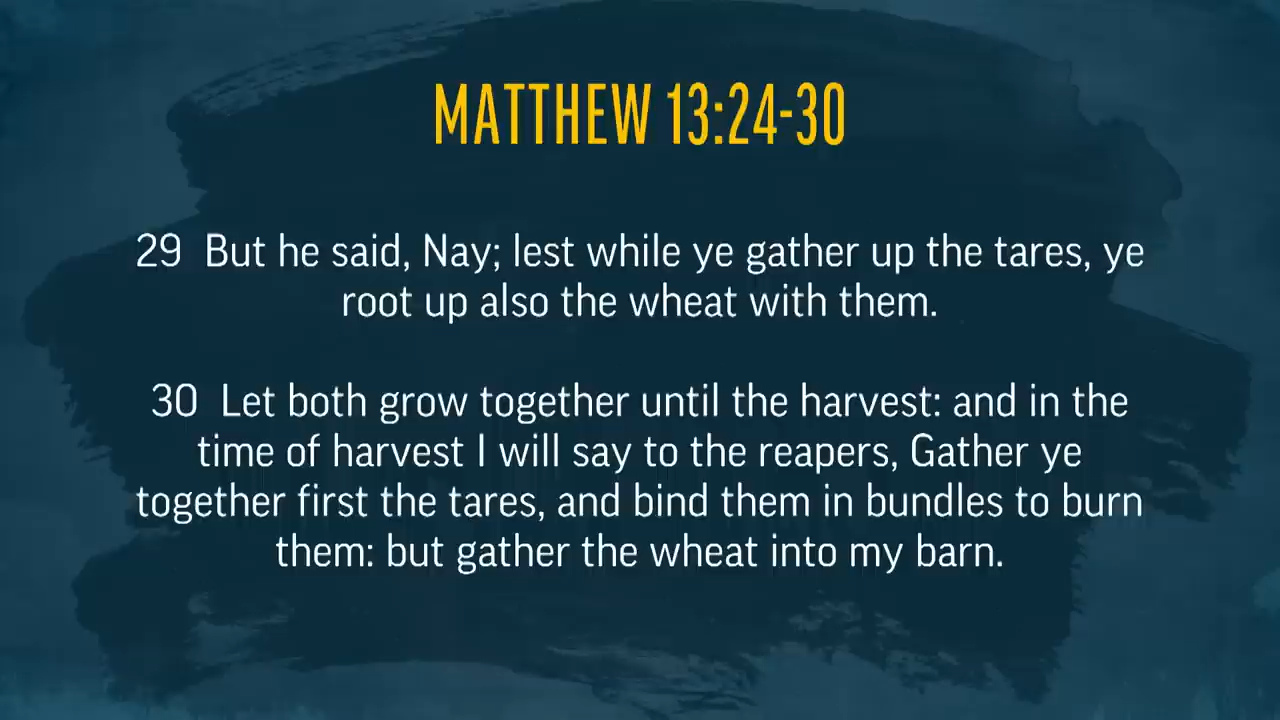 MATTHEW 13:24-30
29 But he said, Nay; lest while ye gather up the tares, ye
root up also the wheat with them.
30 Let both grow together until the harvest: and in the
time of harvest I will say to the reapers, Gather ye
together first the tares, and bind them in bundles to burn
them: but gather the wheat into my barn.